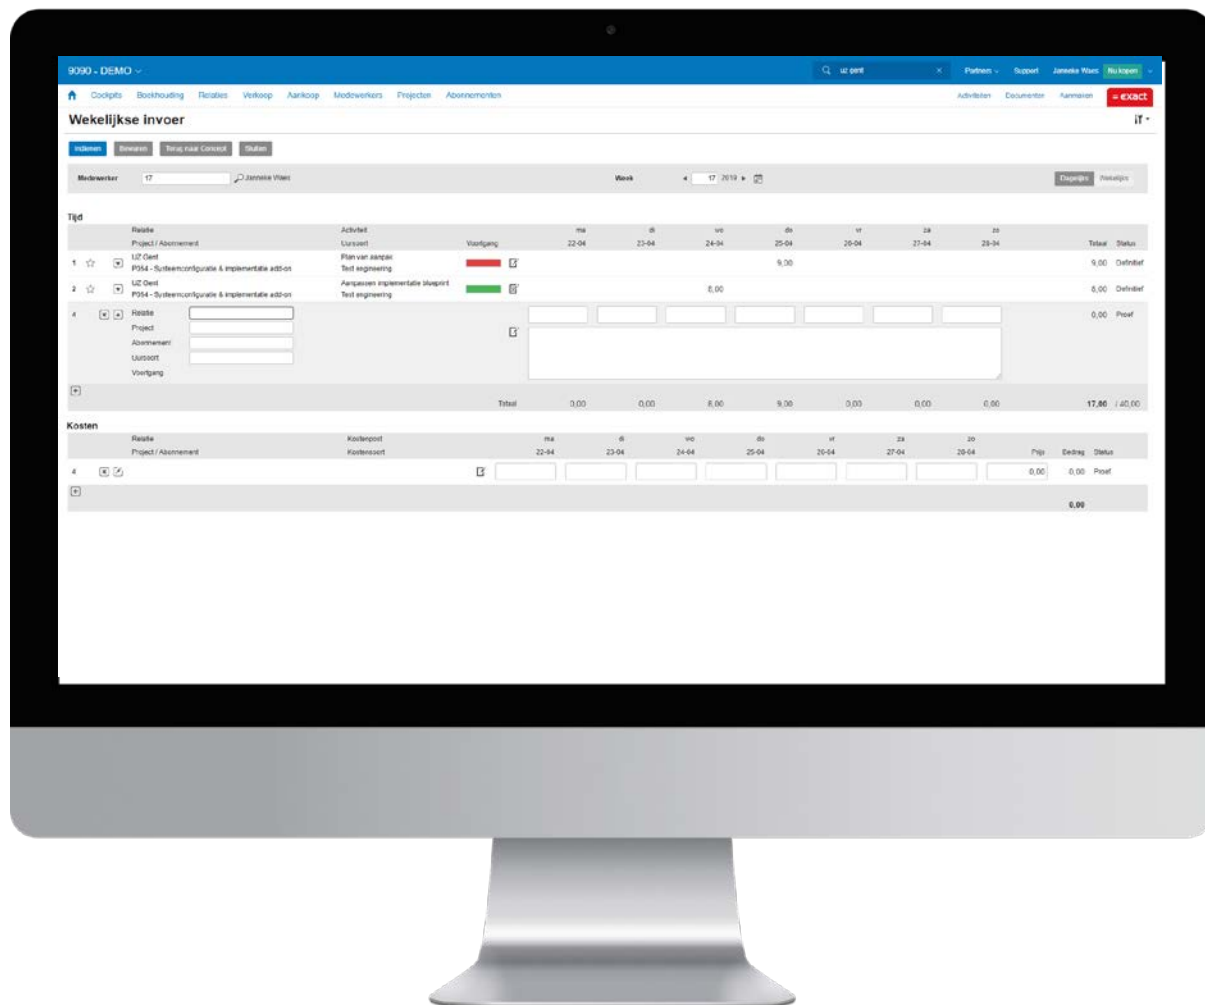 9090 - DEMO
uz gent × Partners Support Janneke Waes Nu kopen
Cockpits Boekhouding Relaties Verkoop Aankoop Medewerkers Projecten Abonnementen Activiteiten Documenten Aanmaken = exact
Wekelijkse invoer
Indienen Bewaren Terug naar Concept Sluiten
Medewerker 17 Janneke Waes Week 17 2019 Dagelijks Wekelijks
Tijd
Relatie Activiteit ma di wo do vr za zo
Project / Abonnement Uursoort Voortgang 22-04 23-04 24-04 25-04 26-04 27-04 28-04 Totaal Status
1 UZ Gent Plan van aanpak 9,00 9,00 Definitief
P054 - Systeemconfiguratie & implementatie add-on Test engineering
2 UZ Gent Aanpassen implementatie blueprint 8,00 8,00 Definitief
P054 - Systeemconfiguratie & implementatie add-on Test engineering
4 Relatie 0,00 Proef
Project
Abonnement
Uursoort
Voortgang
Totaal 0,00 0,00 8,00 9,00 0,00 0,00 0,00 17,00 / 40,00
Kosten
Relatie Kostenpost ma di wo do vr za zo
Project / Abonnement Kostensoort 22-04 23-04 24-04 25-04 26-04 27-04 28-04 Prijs Bedrag Status
4 0,00 0,00 Proef
0,00